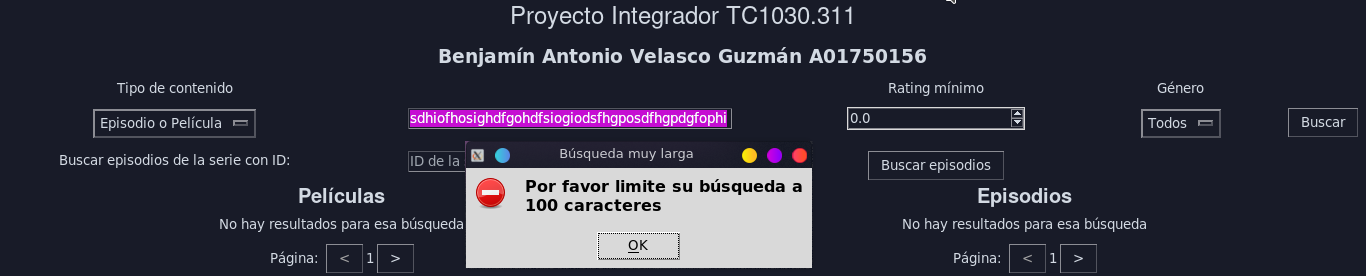 Proyecto Integrador TC1030.311
Benjamín Antonio Velasco Guzmán A01750156
Tipo de contenido
Rating mínimo
Género
Episodio o Película
sdhiofhosighdfgohdfsiogiodsfhgposdfhgpdgfophi
0.0
Todos
Buscar
Búsqueda muy larga
Buscar episodios de la serie con ID:
ID de la
Buscar episodios
Por favor limite su búsqueda a
100 caracteres
OK
Películas
Episodios
No hay resultados para esa búsqueda
No hay resultados para esa búsqueda
Página: < 1 >
Página: < 1 >